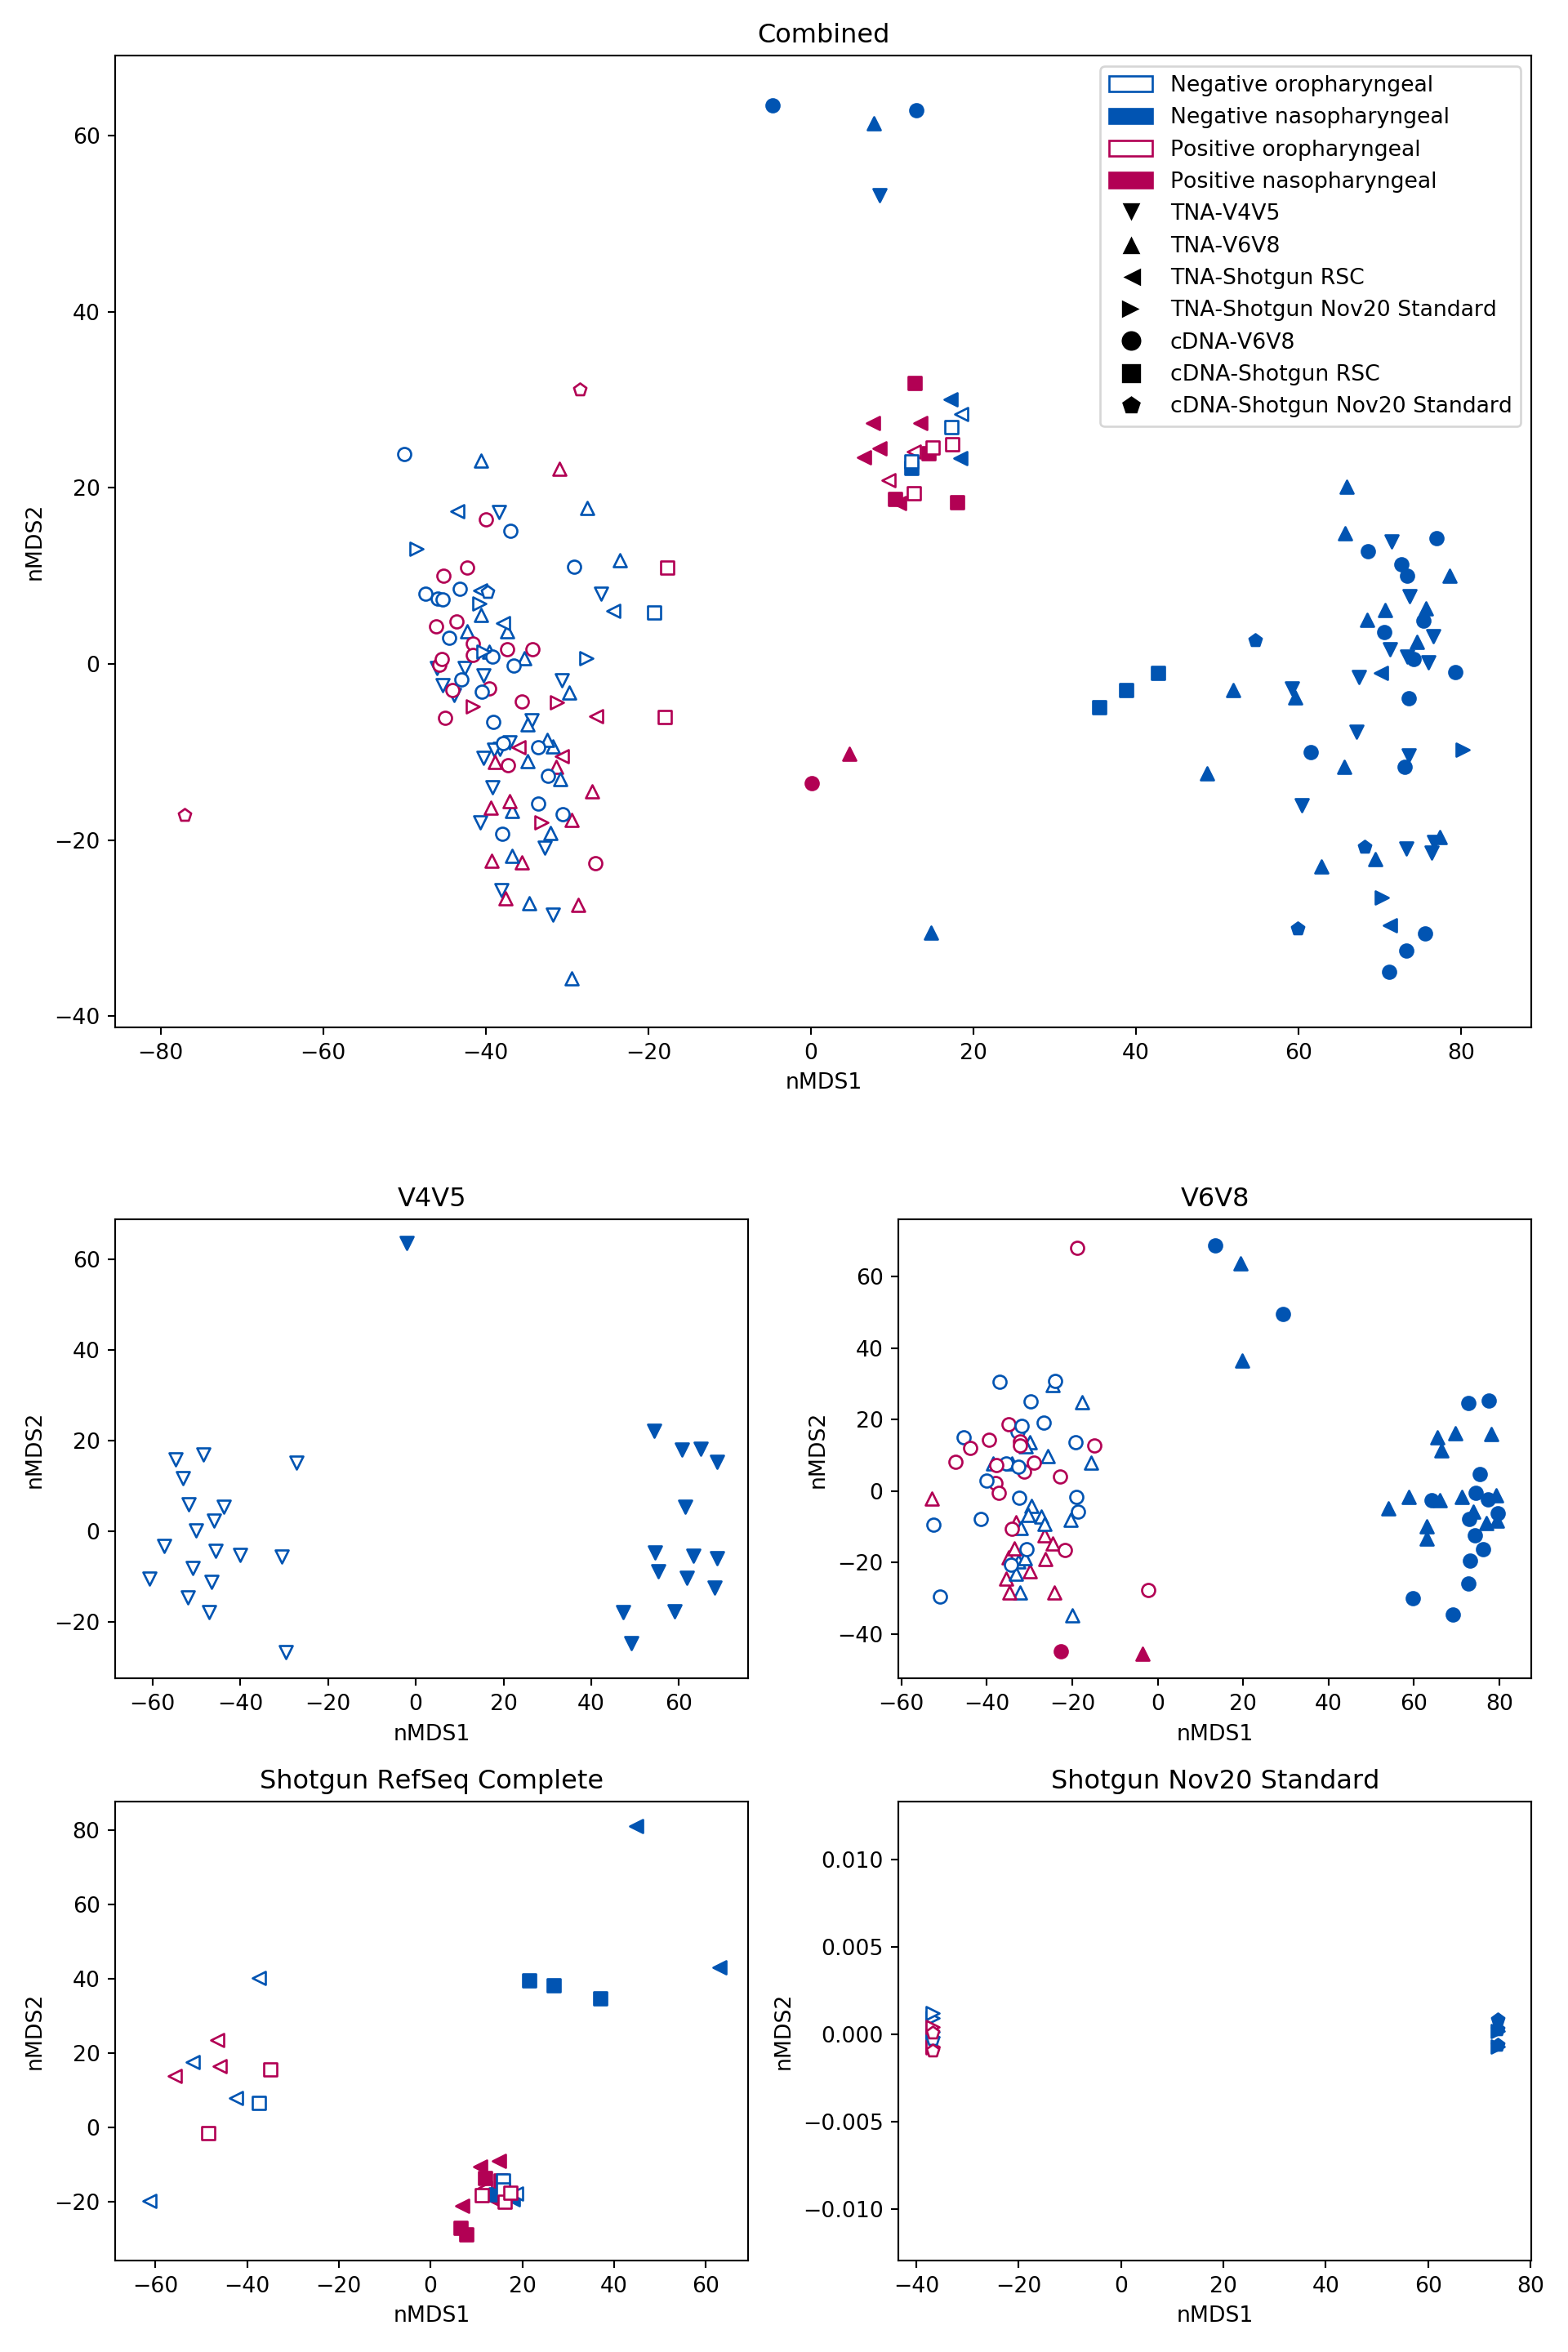 Combined
nMDS2
60
40
20
0
−20
−40
Negative oropharyngeal
Negative nasopharyngeal
Positive oropharyngeal
Positive nasopharyngeal
TNA-V4V5
TNA-V6V8
TNA-Shotgun RSC
TNA-Shotgun Nov20 Standard
cDNA-V6V8
cDNA-Shotgun RSC
cDNA-Shotgun Nov20 Standard
−80 −60 −40 −20 0 20 40 60 80
nMDS1
V4V5
nMDS2
60
40
20
0
−20
−60 −40 −20 0 20 40 60
nMDS1
V6V8
nMDS2
60
40
20
0
−20
−40
−60 −40 −20 0 20 40 60 80
nMDS1
Shotgun RefSeq Complete
nMDS2
80
60
40
20
0
−20
−60 −40 −20 0 20 40 60
nMDS1
Shotgun Nov20 Standard
nMDS2
0.010
0.005
0.000
−0.005
−0.010
−40 −20 0 20 40 60 80
nMDS1